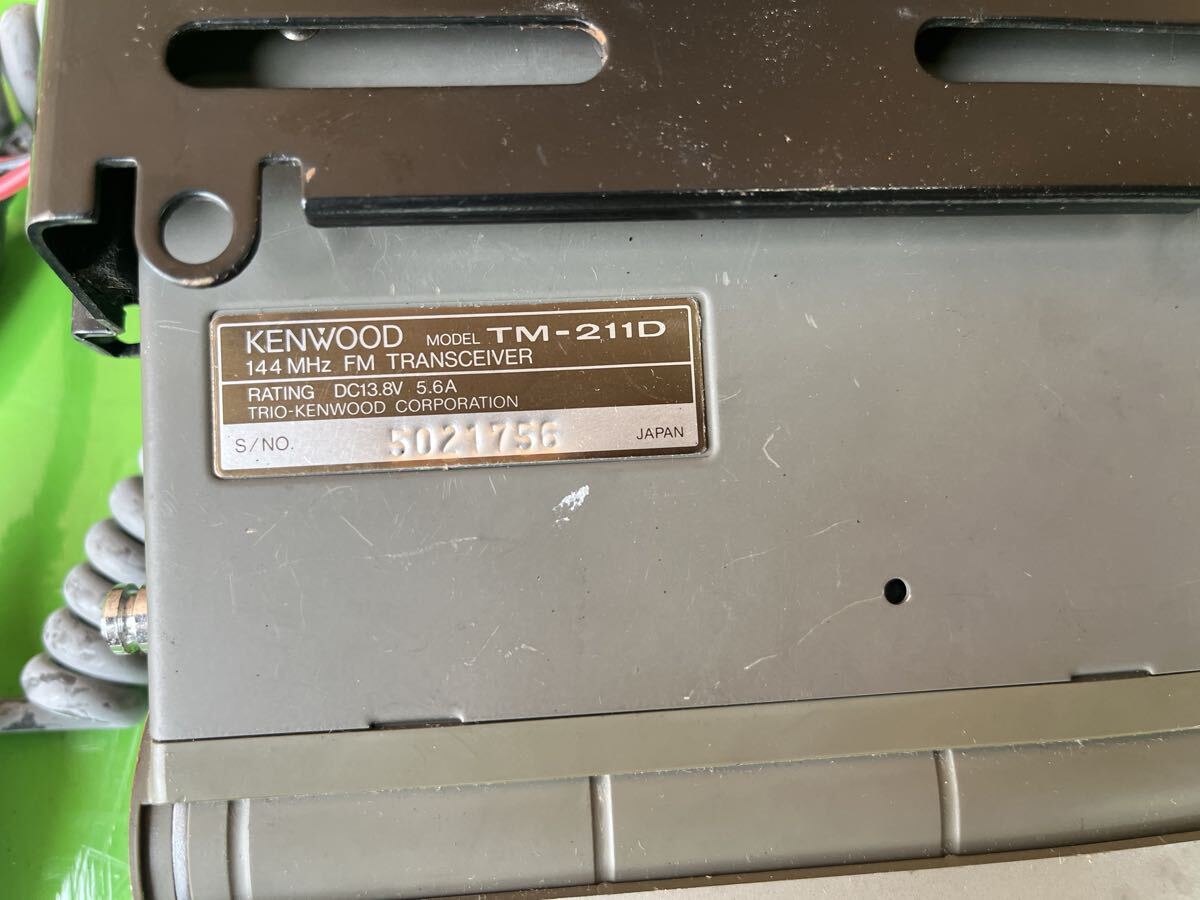 KENWOOD MODEL TM-211D
144 MHz FM TRANSCEIVER
RATING DC13.8V 5.6A
TRIO-KENWOOD CORPORATION
S/NO. 5021756 JAPAN